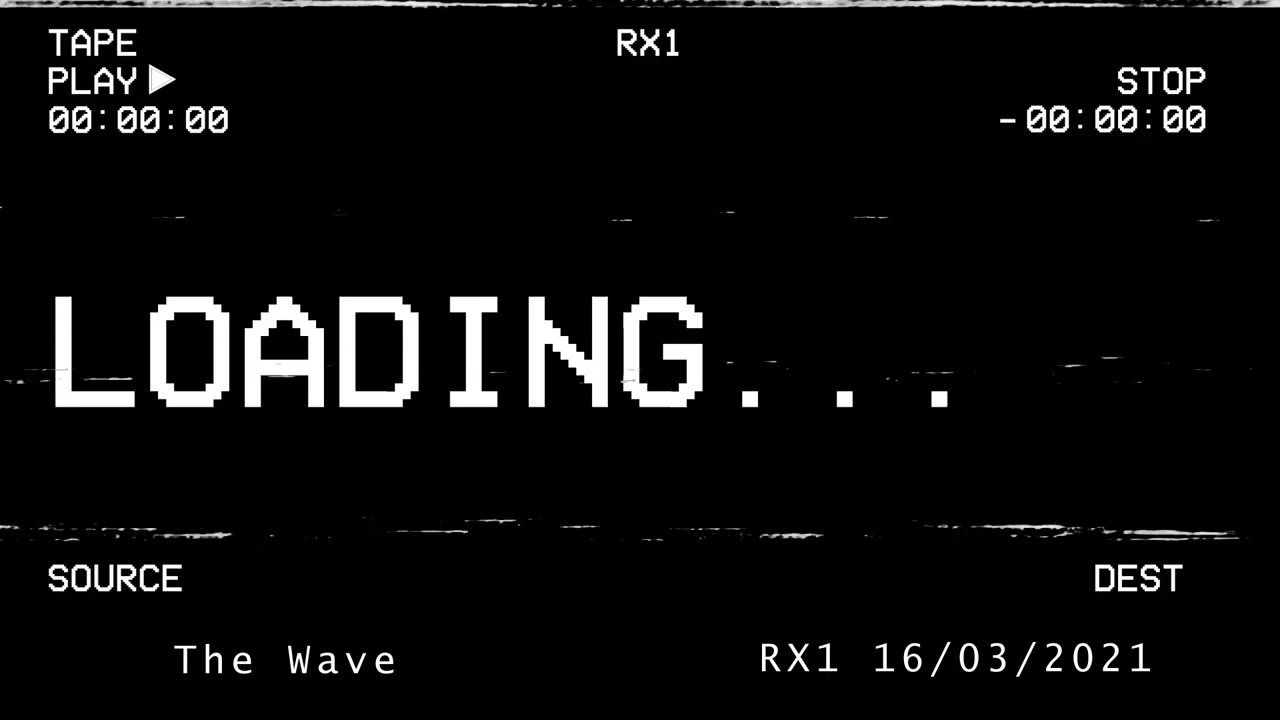 TAPE
RX1
PLAY
STOP
00:00:00
-00:00:00
LOADING...
SOURCE
DEST
The Wave
RX1 16/03/2021